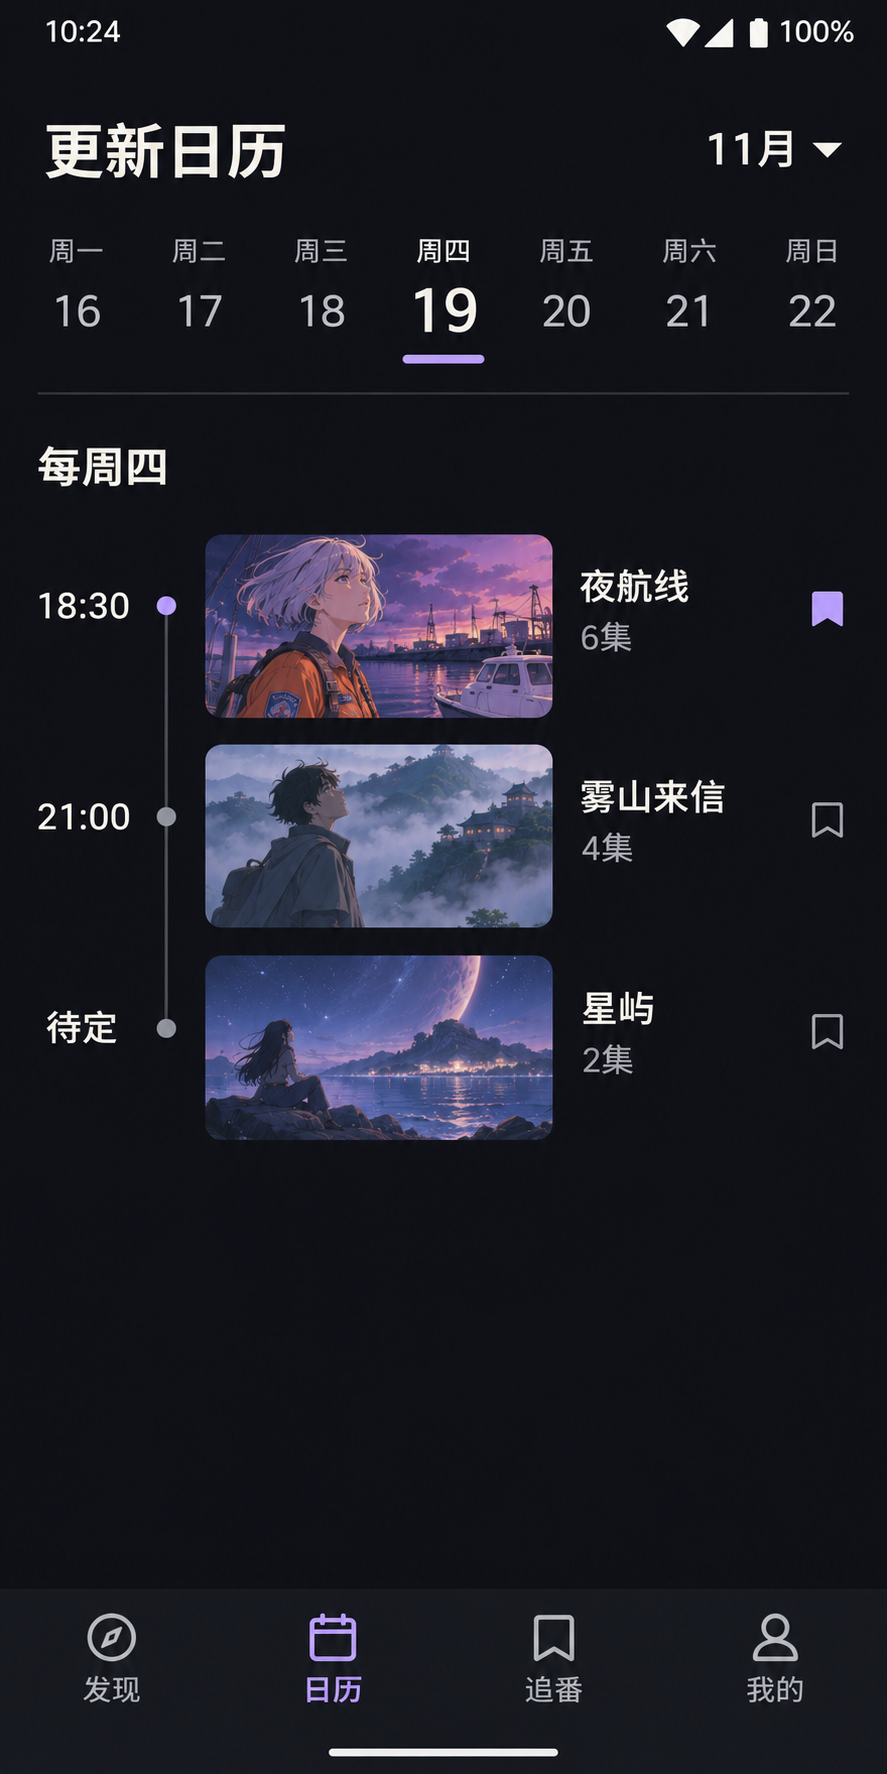 10:24 100%
更新日历
11月
周一 周二 周三 周四 周五 周六 周日
16 17 18 19 20 21 22
每周四
18:30
夜航线
6集
21:00
雾山来信
4集
待定
星屿
2集
发现 日历 追番 我的